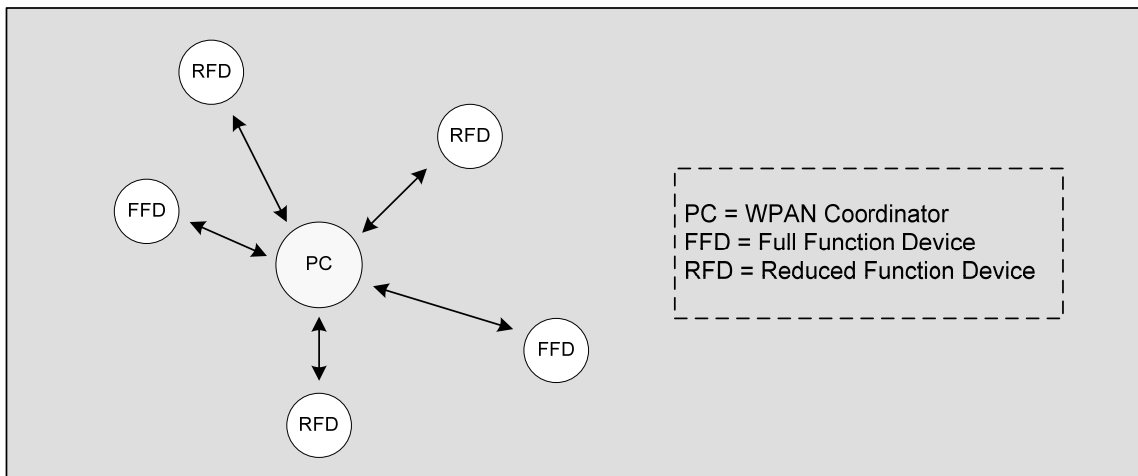 RFD
RFD
FFD
PC
FFD
RFD
PC = WPAN Coordinator
FFD = Full Function Device
RFD = Reduced Function Device